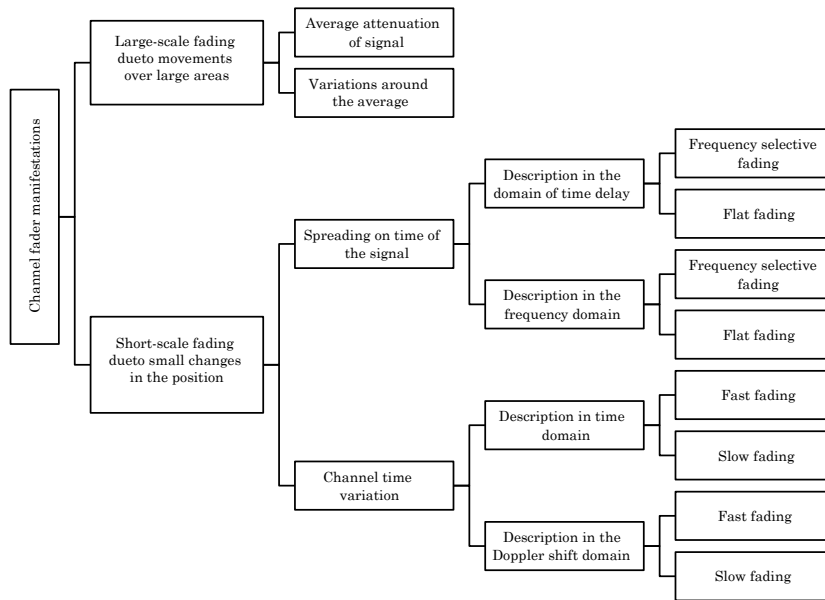 Channel fader manifestations
Large-scale fading
dueto movements
over large areas
Average attenuation
of signal
Variations around
the average
Short-scale fading
dueto small changes
in the position
Spreading on time of
the signal
Description in the
domain of time delay
Frequency selective
fading
Flat fading
Description in the
frequency domain
Frequency selective
fading
Flat fading
Channel time
variation
Description in time
domain
Fast fading
Slow fading
Description in the
Doppler shift domain
Fast fading
Slow fading